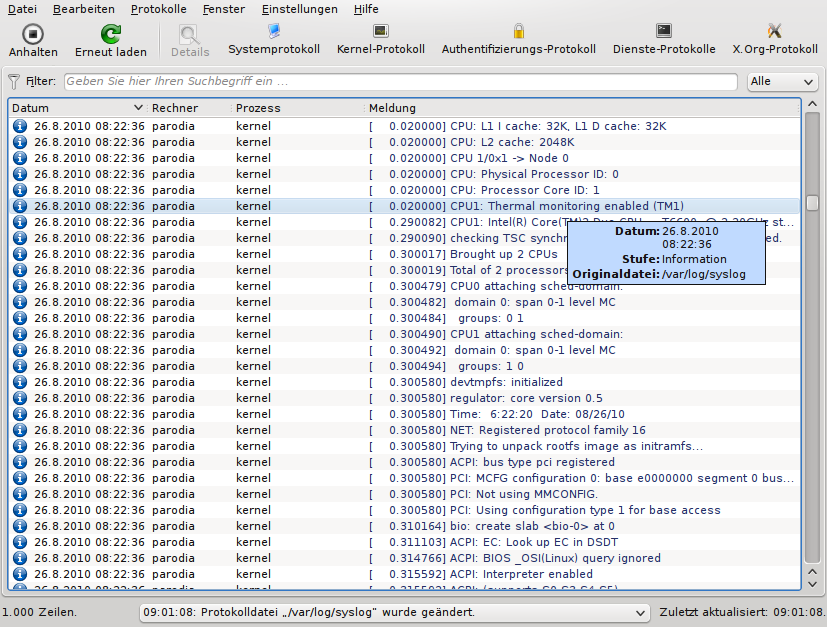 Datei Bearbeiten Protokolle Fenster Einstellungen Hilfe
Anhalten Erneut laden Details Systemprotokoll Kernel-Protokoll Authentifizierungs-Protokoll Dienste-Protokolle X.Org-Protokoll
Filter: Geben Sie hier Ihren Suchbegriff ein ... Alle
Datum Rechner Prozess Meldung
26.8.2010 08:22:36 parodia kernel [ 0.020000] CPU: L1 I cache: 32K, L1 D cache: 32K
26.8.2010 08:22:36 parodia kernel [ 0.020000] CPU: L2 cache: 2048K
26.8.2010 08:22:36 parodia kernel [ 0.020000] CPU 1/0x1 -> Node 0
26.8.2010 08:22:36 parodia kernel [ 0.020000] CPU: Physical Processor ID: 0
26.8.2010 08:22:36 parodia kernel [ 0.020000] CPU: Processor Core ID: 1
26.8.2010 08:22:36 parodia kernel [ 0.020000] CPU1: Thermal monitoring enabled (TM1)
26.8.2010 08:22:36 parodia kernel [ 0.290082] CPU1: Intel(R) Core(TM)2 Duo CPU T6600 @ 2.20GHz st...
26.8.2010 08:22:36 parodia kernel [ 0.290090] checking TSC synchr ed.
26.8.2010 08:22:36 parodia kernel [ 0.300017] Brought up 2 CPUs
26.8.2010 08:22:36 parodia kernel [ 0.300019] Total of 2 processors
Datum: 26.8.2010
08:22:36
Stufe: Information
Originaldatei: /var/log/syslog
26.8.2010 08:22:36 parodia kernel [ 0.300479] CPU0 attaching sched-domain:
26.8.2010 08:22:36 parodia kernel [ 0.300482] domain 0: span 0-1 level MC
26.8.2010 08:22:36 parodia kernel [ 0.300484] groups: 0 1
26.8.2010 08:22:36 parodia kernel [ 0.300490] CPU1 attaching sched-domain:
26.8.2010 08:22:36 parodia kernel [ 0.300492] domain 0: span 0-1 level MC
26.8.2010 08:22:36 parodia kernel [ 0.300494] groups: 1 0
26.8.2010 08:22:36 parodia kernel [ 0.300580] devtmpfs: initialized
26.8.2010 08:22:36 parodia kernel [ 0.300580] regulator: core version 0.5
26.8.2010 08:22:36 parodia kernel [ 0.300580] Time: 6:22:20 Date: 08/26/10
26.8.2010 08:22:36 parodia kernel [ 0.300580] NET: Registered protocol family 16
26.8.2010 08:22:36 parodia kernel [ 0.300580] Trying to unpack rootfs image as initramfs...
26.8.2010 08:22:36 parodia kernel [ 0.300580] ACPI: bus type pci registered
26.8.2010 08:22:36 parodia kernel [ 0.300580] PCI: MCFG configuration 0: base e0000000 segment 0 bus...
26.8.2010 08:22:36 parodia kernel [ 0.300580] PCI: Not using MMCONFIG.
26.8.2010 08:22:36 parodia kernel [ 0.300580] PCI: Using configuration type 1 for base access
26.8.2010 08:22:36 parodia kernel [ 0.310164] bio: create slab <bio-0> at 0
26.8.2010 08:22:36 parodia kernel [ 0.311103] ACPI: EC: Look up EC in DSDT
26.8.2010 08:22:36 parodia kernel [ 0.314766] ACPI: BIOS _OSI(Linux) query ignored
26.8.2010 08:22:36 parodia kernel [ 0.315592] ACPI: Interpreter enabled
26.8.2010 08:22:36 parodia kernel [ 0.315592] ACPI: (supports S0 S3 S4 S5)
1.000 Zeilen. 09:01:08: Protokolldatei „/var/log/syslog“ wurde geändert. Zuletzt aktualisiert: 09:01:08.